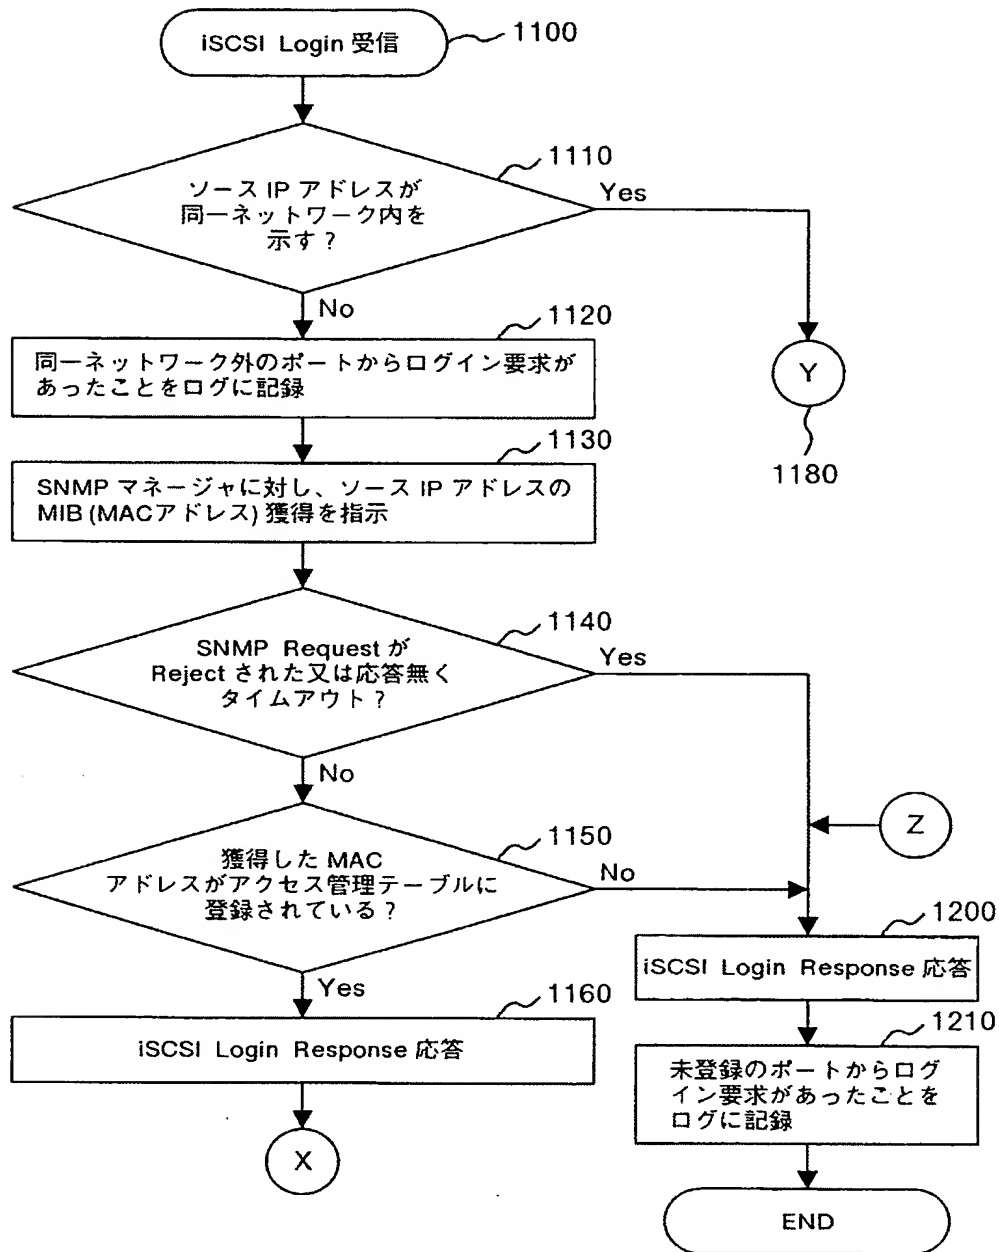 iSCSI Login 受信
1100
1110
ソース IP アドレスが
同一ネットワーク内を
示す？
Yes
No
1120
同一ネットワーク外のポートからログイン要求が
あったことをログに記録
Y
1180
1130
SNMP マネージャに対し、ソース IP アドレスの
MIB (MACアドレス) 獲得を指示
1140
SNMP Request が
Reject された又は応答無く
タイムアウト？
Yes
No
Z
1150
獲得した MAC
アドレスがアクセス管理テーブルに
登録されている？
No
Yes
1200
iSCSI Login Response 応答
1160
iSCSI Login Response 応答
1210
未登録のポートからログ
イン要求があったことを
ログに記録
X
END